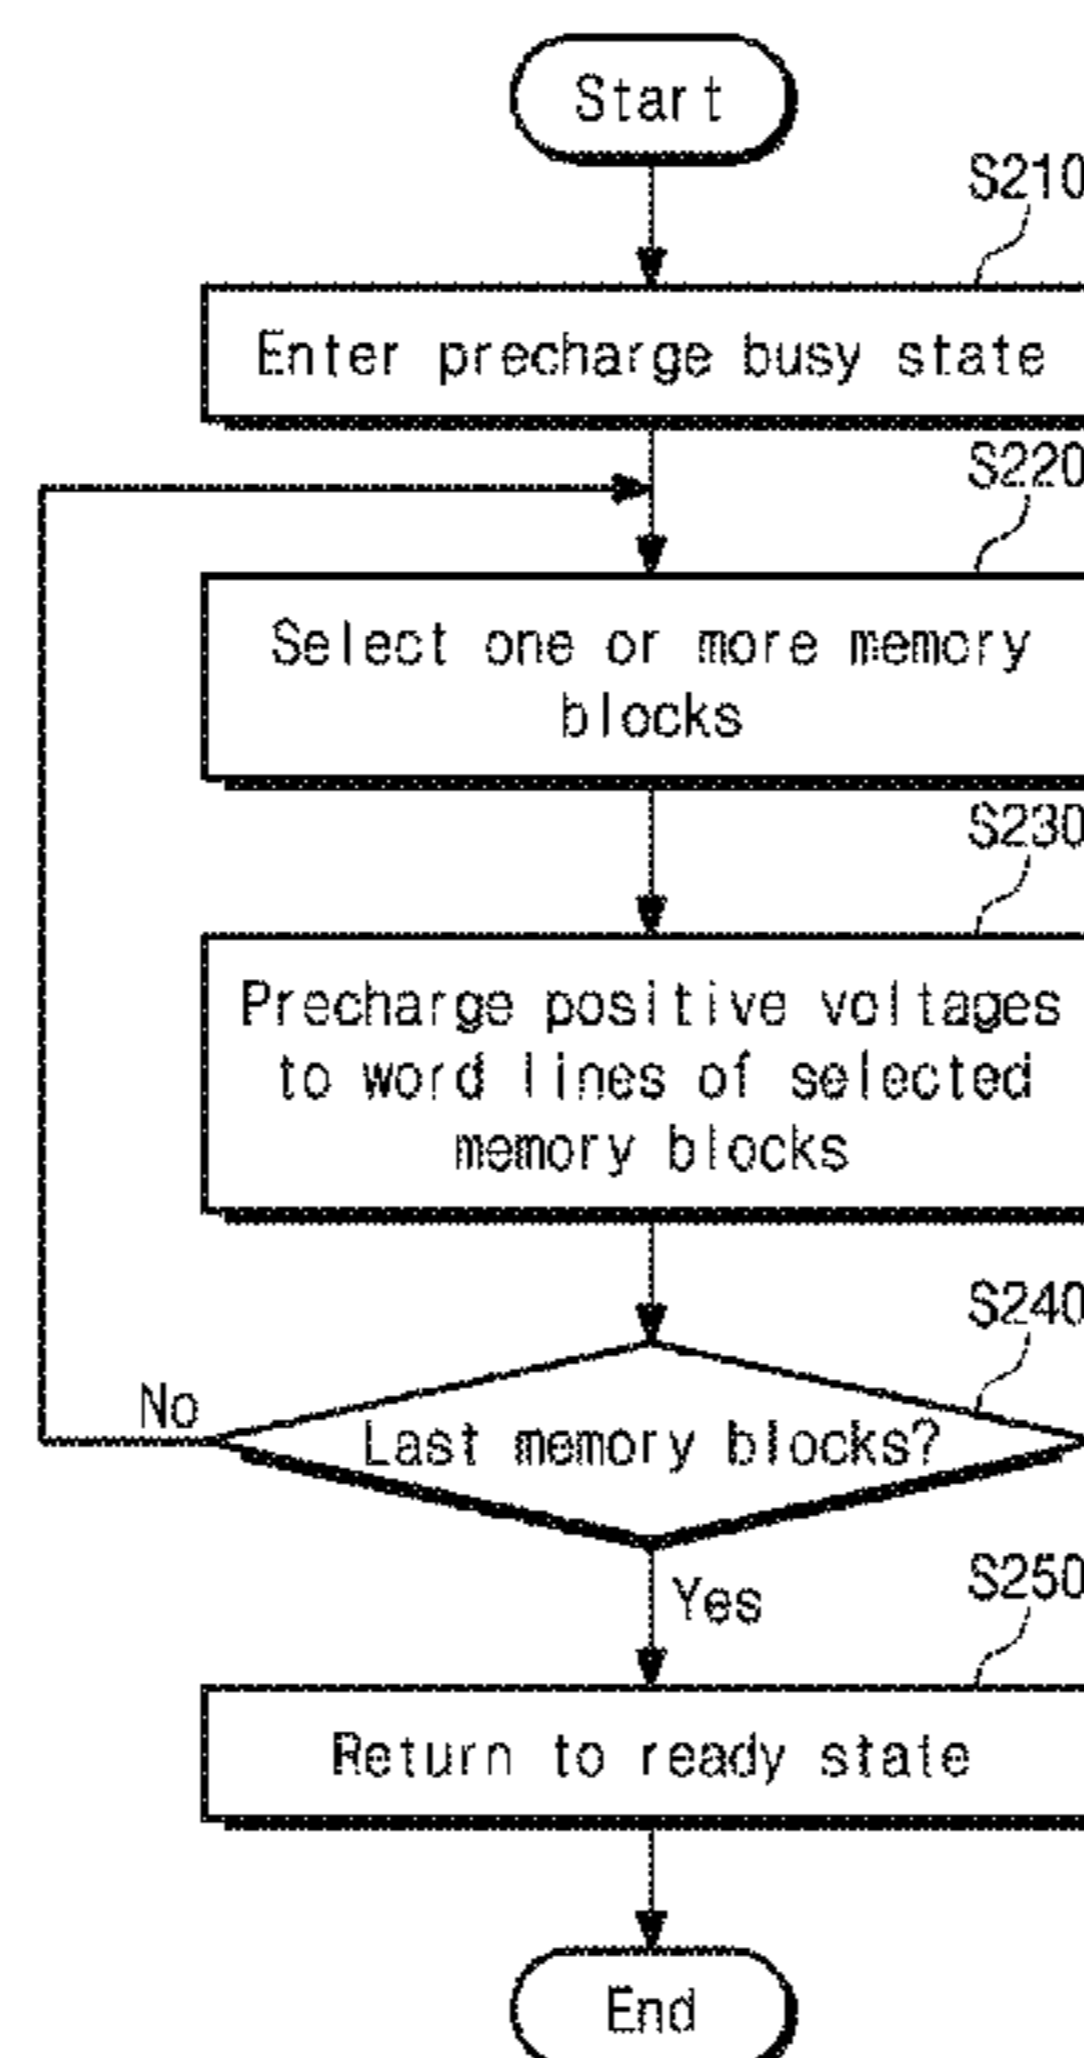 Start
S210
Enter precharge busy state
S220
Select one or more memory
blocks
S230
Precharge positive voltages
to word lines of selected
memory blocks
S240
No
Last memory blocks?
Yes
S250
Return to ready state
End